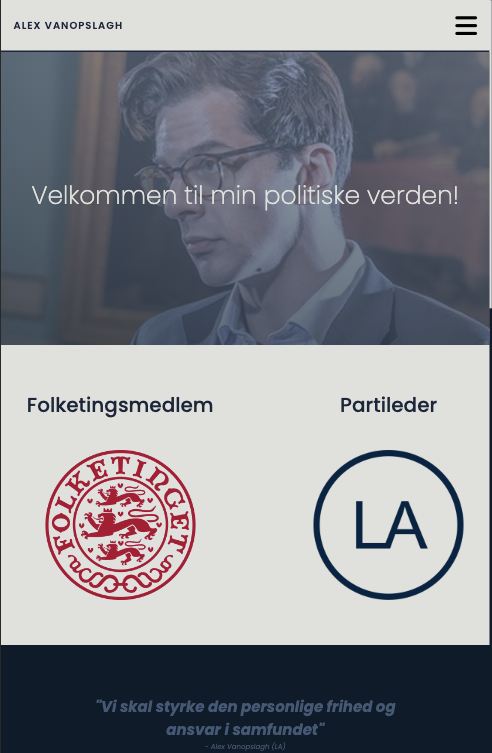 ALEX VANOPSLAGH
Velkommen til min politiske verden!
Folketingsmedlem
Partileder
FOLKETINGET
LA
"Vi skal styrke den personlige frihed og
ansvar i samfundet"
- Alex Vanopslagh (LA)